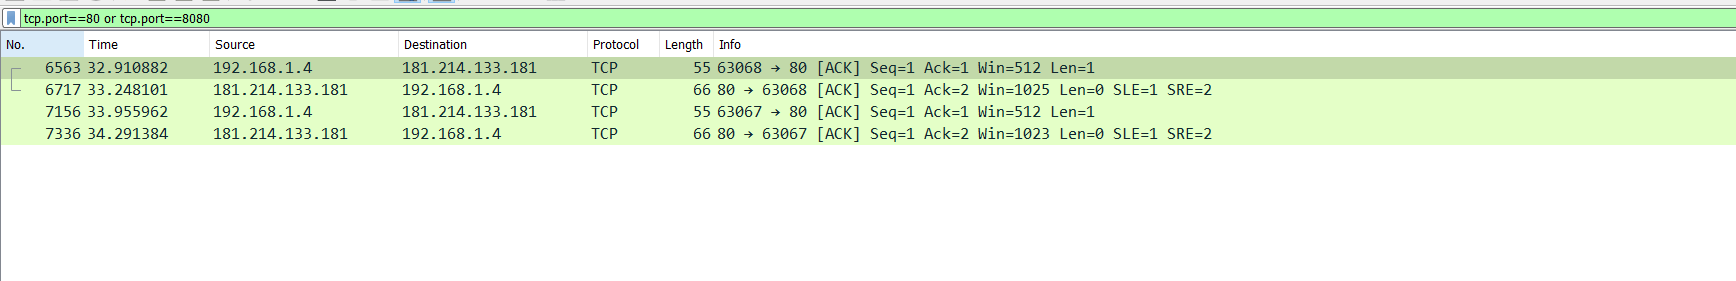 tcp.port==80 or tcp.port==8080
No. Time Source Destination Protocol Length Info
6563 32.910882 192.168.1.4 181.214.133.181 TCP 55 63068 → 80 [ACK] Seq=1 Ack=1 Win=512 Len=1
6717 33.248101 181.214.133.181 192.168.1.4 TCP 66 80 → 63068 [ACK] Seq=1 Ack=2 Win=1025 Len=0 SLE=1 SRE=2
7156 33.955962 192.168.1.4 181.214.133.181 TCP 55 63067 → 80 [ACK] Seq=1 Ack=1 Win=512 Len=1
7336 34.291384 181.214.133.181 192.168.1.4 TCP 66 80 → 63067 [ACK] Seq=1 Ack=2 Win=1023 Len=0 SLE=1 SRE=2